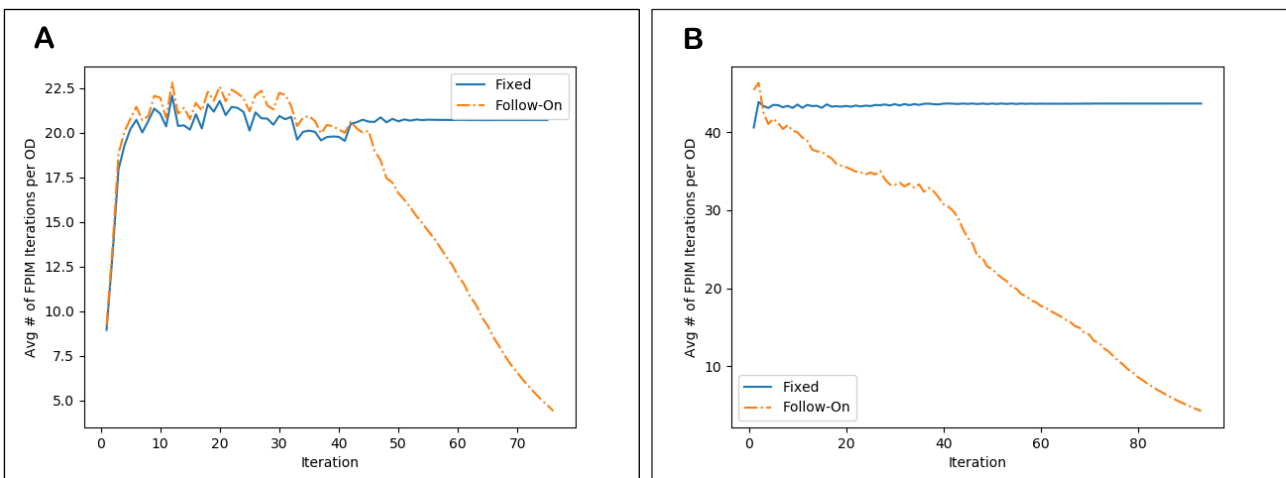 A
22.5
20.0
17.5
15.0
12.5
10.0
7.5
5.0
Avg # of FPIM Iterations per OD
Fixed
Follow-On
0 10 20 30 40 50 60 70
Iteration
B
40
30
20
10
Avg # of FPIM Iterations per OD
Fixed
Follow-On
0 20 40 60 80
Iteration